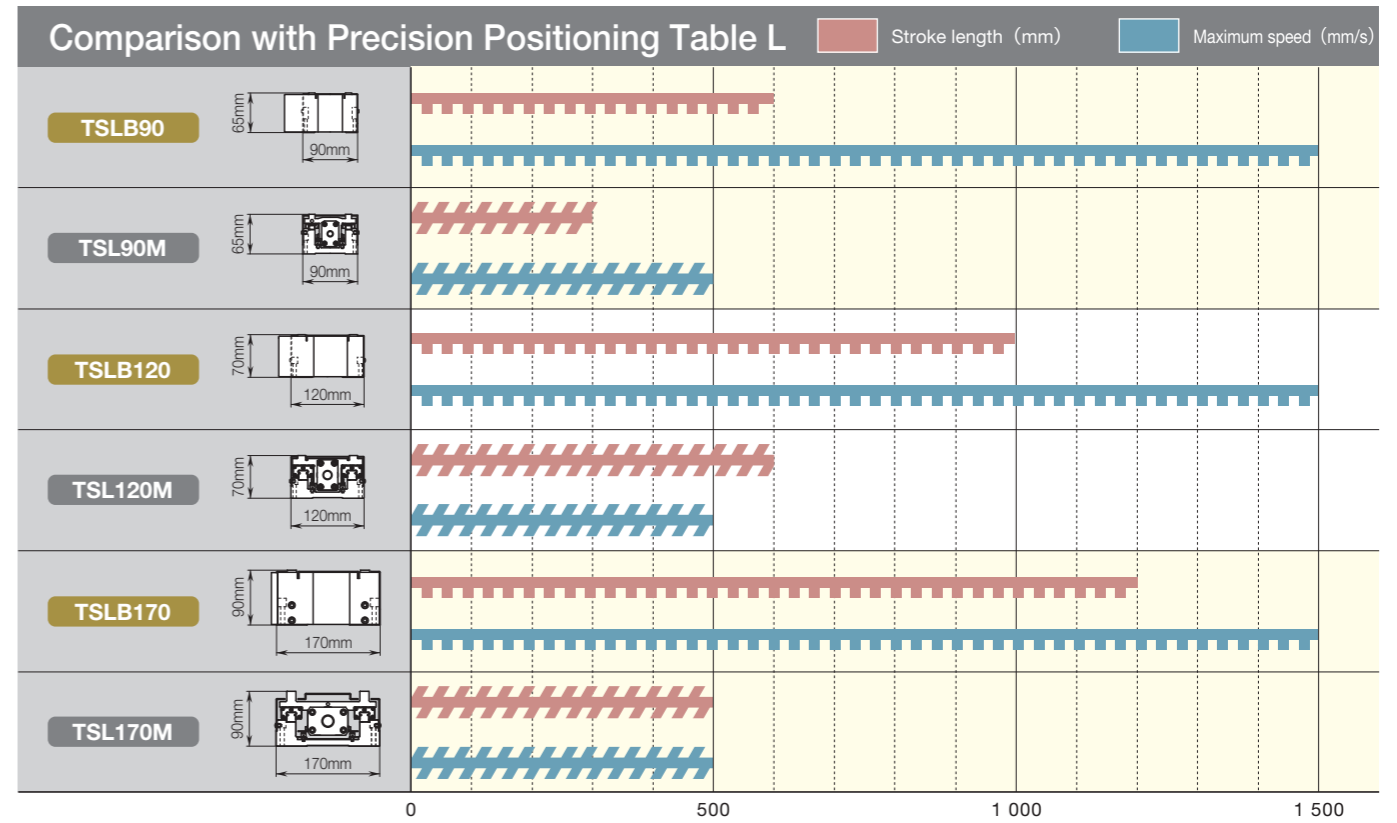 Comparison with Precision Positioning Table L
Stroke length（mm）
Maximum speed（mm/s）
TSLB90
65mm
90mm
TSL90M
65mm
90mm
TSLB120
70mm
120mm
TSL120M
70mm
120mm
TSLB170
90mm
170mm
TSL170M
90mm
170mm
0 500 1 000 1 500